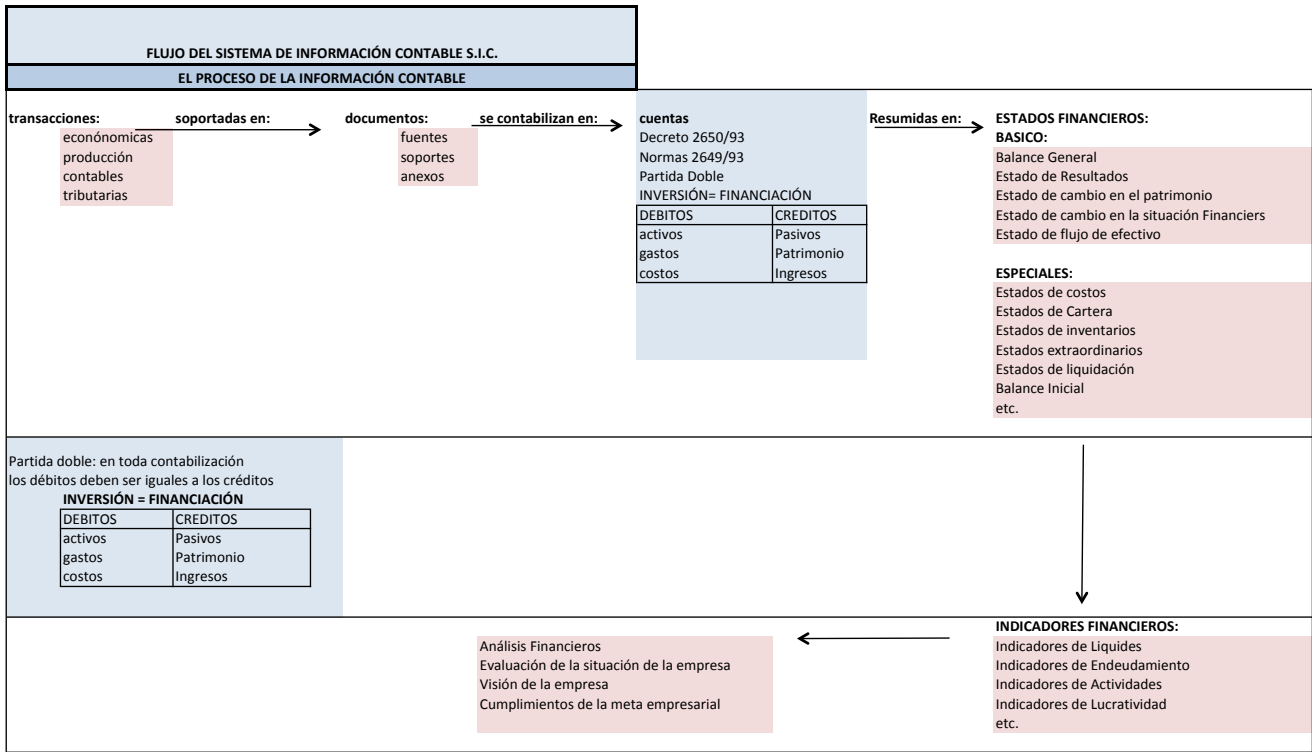 FLUJO DEL SISTEMA DE INFORMACIÓN CONTABLE S.I.C.
EL PROCESO DE LA INFORMACIÓN CONTABLE
transacciones:
económicas
producción
contables
tributarias
soportadas en:
documentos:
fuentes
soportes
anexos
se contabilizan en:
cuentas
Decreto 2650/93
Normas 2649/93
Partida Doble
INVERSIÓN= FINANCIACIÓN
DEBITOS CREDITOS
activos Pasivos
gastos Patrimonio
costos Ingresos
Resumidas en:
ESTADOS FINANCIEROS:
BASICO:
Balance General
Estado de Resultados
Estado de cambio en el patrimonio
Estado de cambio en la situación Financiers
Estado de flujo de efectivo
ESPECIALES:
Estados de costos
Estados de Cartera
Estados de inventarios
Estados extraordinarios
Estados de liquidación
Balance Inicial
etc.
Partida doble: en toda contabilización
los débitos deben ser iguales a los créditos
INVERSIÓN = FINANCIACIÓN
DEBITOS CREDITOS
activos Pasivos
gastos Patrimonio
costos Ingresos
INDICADORES FINANCIEROS:
Indicadores de Liquides
Indicadores de Endeudamiento
Indicadores de Actividades
Indicadores de Lucratividad
etc.
Análisis Financieros
Evaluación de la situación de la empresa
Visión de la empresa
Cumplimientos de la meta empresarial